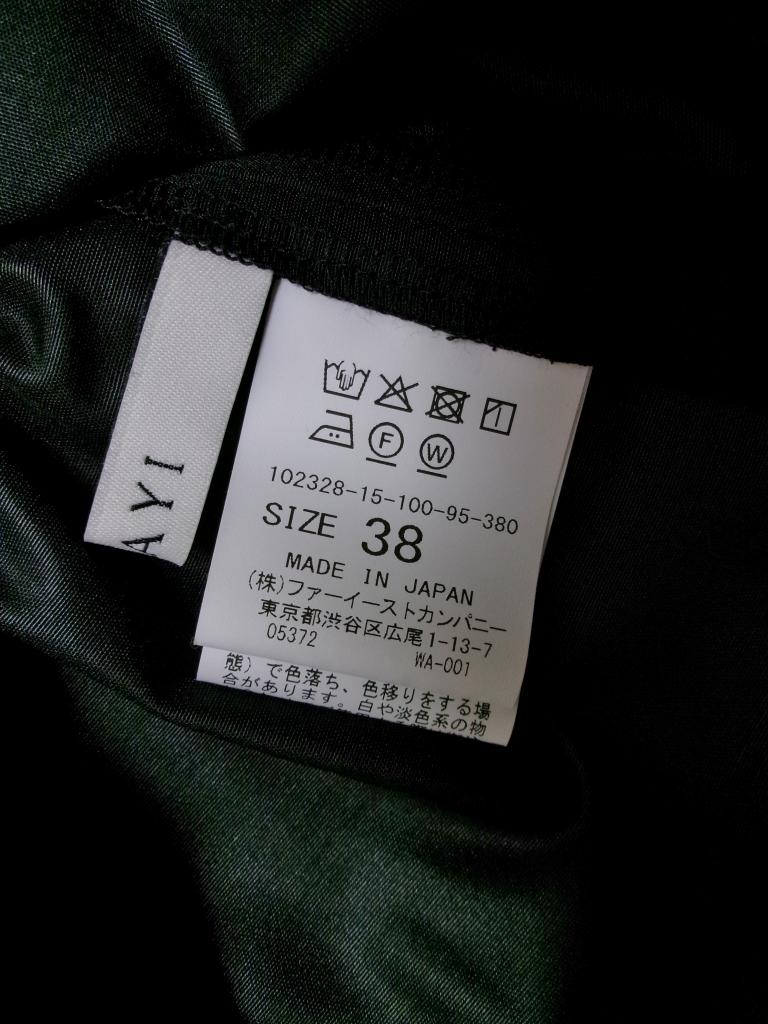 AYI
F W
102328-15-100-95-380
SIZE 38
MADE IN JAPAN
(株)ファーイーストカンパニー
東京都渋谷区広尾1-13-7
05372 WA-001
態）で色落ち、色移りをする場
合があります。白や淡色系の物